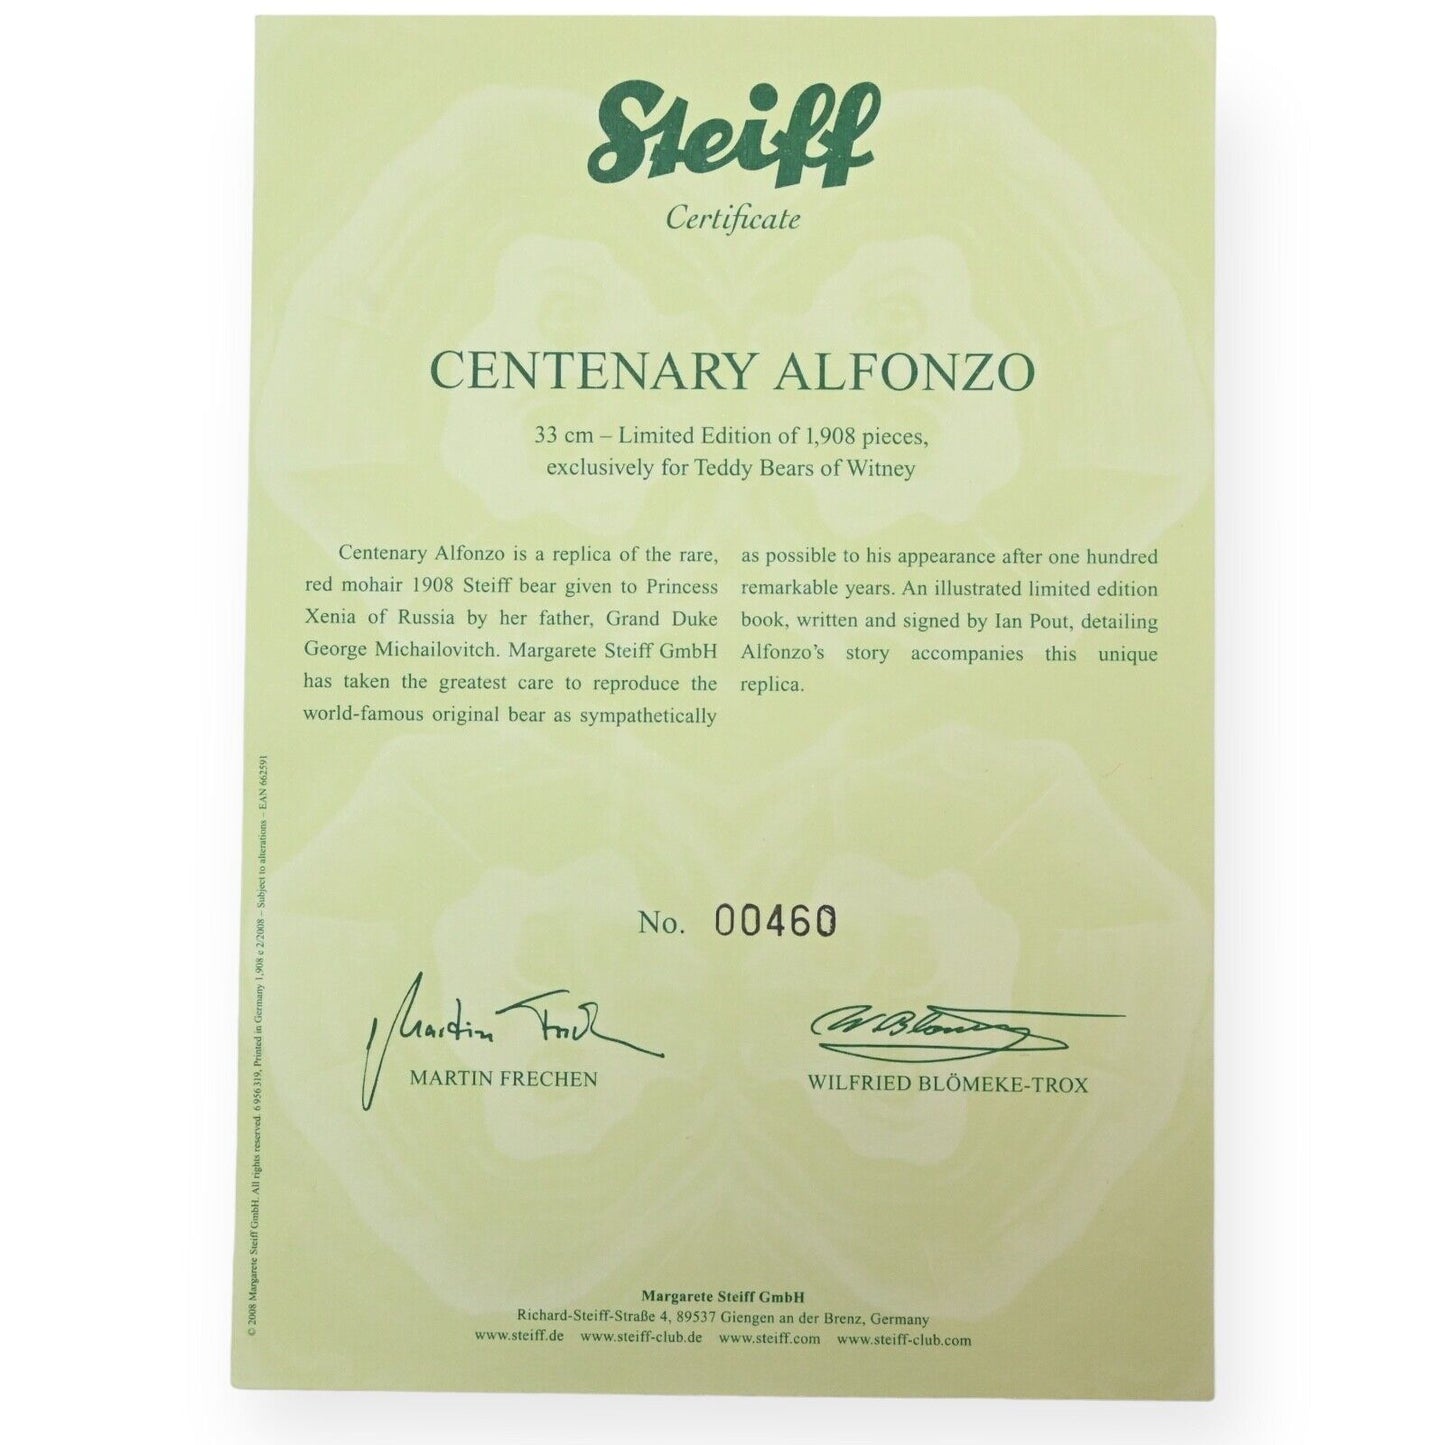 Steiff
Certificate
CENTENARY ALFONZO
33 cm – Limited Edition of 1,908 pieces,
exclusively for Teddy Bears of Witney
Centenary Alfonzo is a replica of the rare,
red mohair 1908 Steiff bear given to Princess
Xenia of Russia by her father, Grand Duke
George Michailovitch. Margarete Steiff GmbH
has taken the greatest care to reproduce the
world-famous original bear as sympathetically
as possible to his appearance after one hundred
remarkable years. An illustrated limited edition
book, written and signed by Ian Pout, detailing
Alfonzo’s story accompanies this unique
replica.
© 2008 Margarete Steiff GmbH. All rights reserved. 6 956 319, Printed in Germany 1,908 e 2/2008 – Subject to alterations – EAN 662591
No. 00460
Martin
W Blömeke
MARTIN FRECHEN
WILFRIED BLÖMEKE-TROX
Margarete Steiff GmbH
Richard-Steiff-Straße 4, 89537 Giengen an der Brenz, Germany
www.steiff.de www.steiff-club.de www.steiff.com www.steiff-club.com